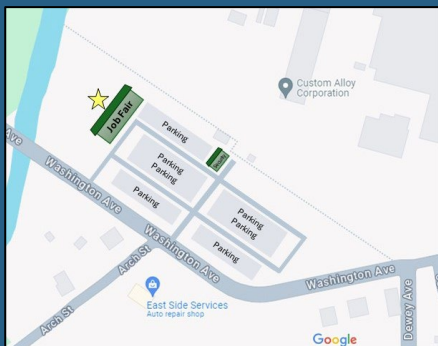 Custom Alloy
Corporation
Job Fair
Parking
Security
Parking
Parking
Parking
Parking
Parking
Parking
Ave
Washington Ave
Washington Ave
Washington Ave
Arch St
Arch St
Dewey Ave
East Side Services
Auto repair shop
Google